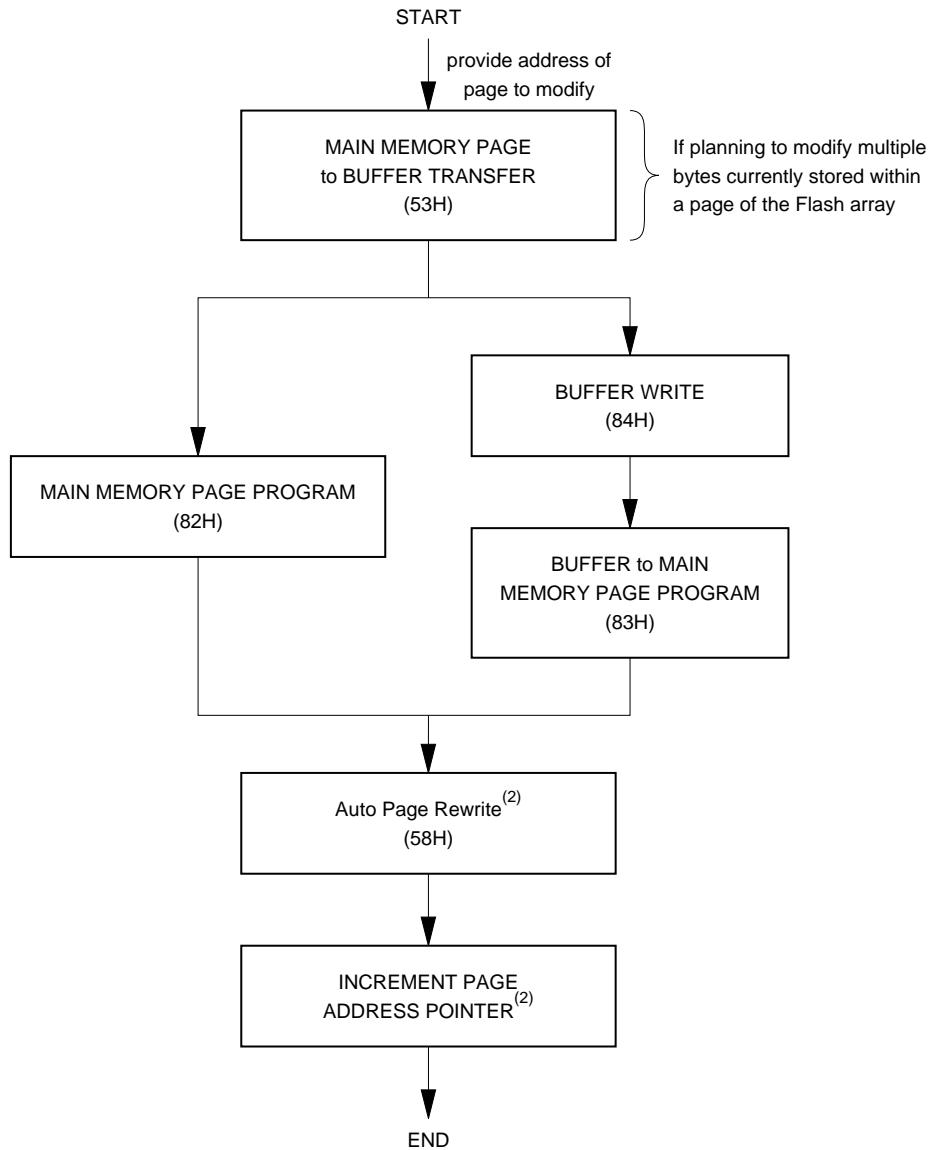 START
provide address of
page to modify
MAIN MEMORY PAGE
to BUFFER TRANSFER
(53H)
If planning to modify multiple
bytes currently stored within
a page of the Flash array
BUFFER WRITE
(84H)
MAIN MEMORY PAGE PROGRAM
(82H)
BUFFER to MAIN
MEMORY PAGE PROGRAM
(83H)
Auto Page Rewrite(2)
(58H)
INCREMENT PAGE
ADDRESS POINTER(2)
END